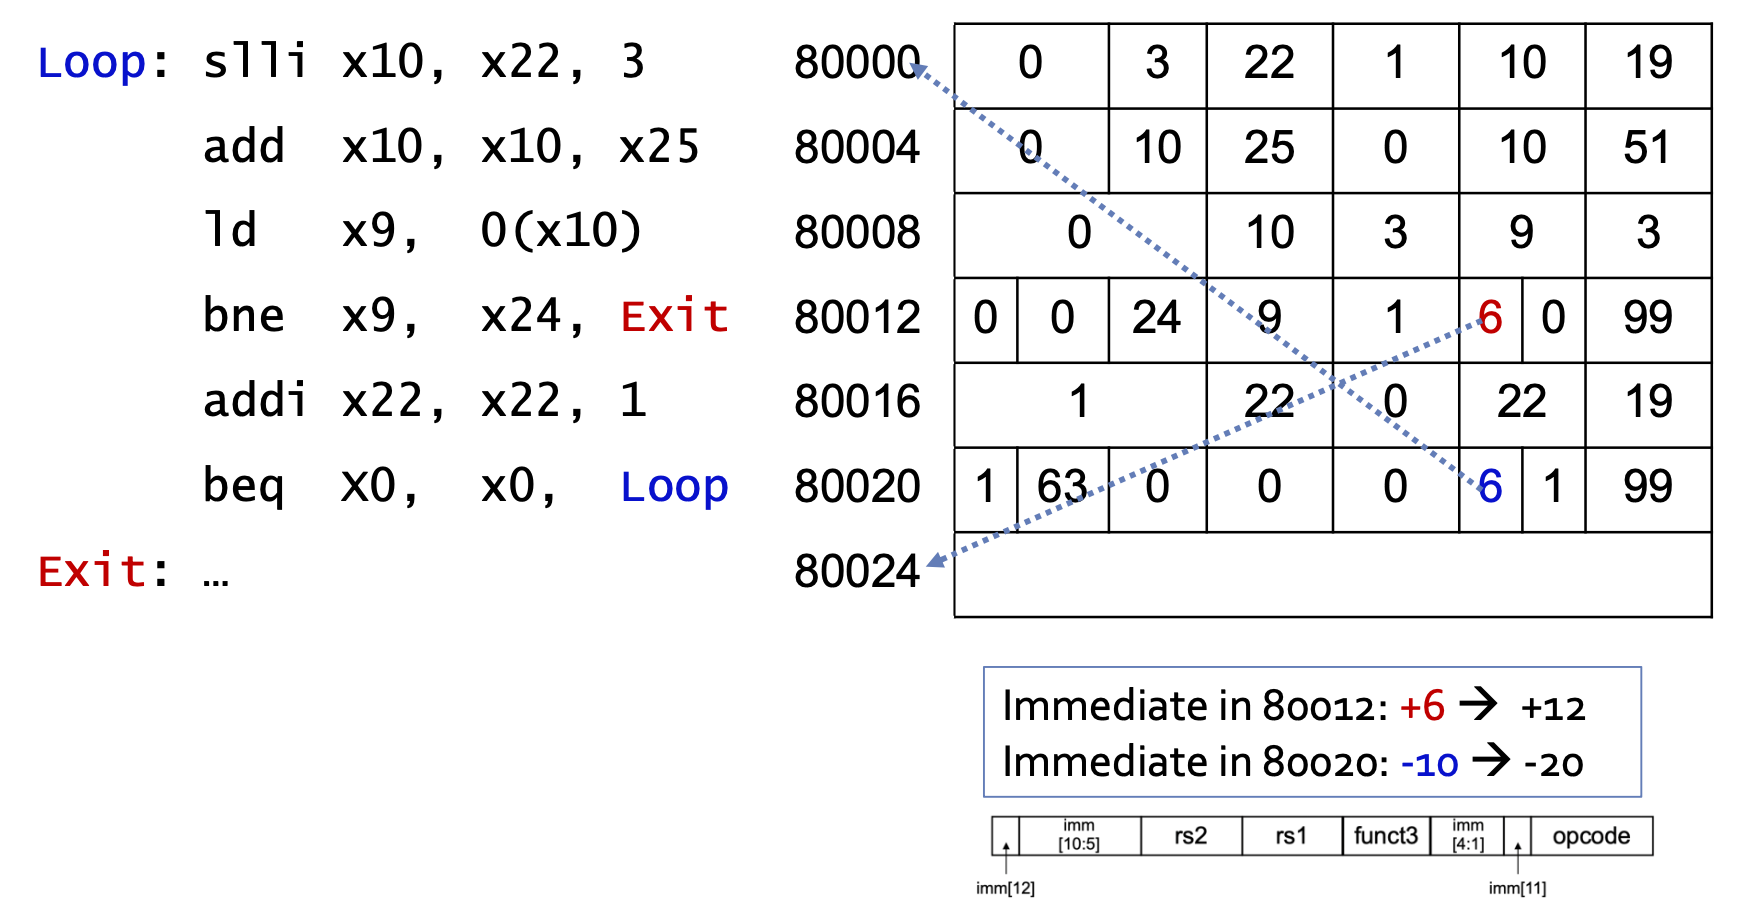 Loop: slli x10, x22, 3 80000 0 3 22 1 10 19
add x10, x10, x25 80004 0 10 25 0 10 51
ld x9, 0(x10) 80008 0 10 3 9 3
bne x9, x24, Exit 80012 0 0 24 9 1 6 0 99
addi x22, x22, 1 80016 1 22 0 22 19
beq X0, x0, Loop 80020 1 63 0 0 0 6 1 99
Exit: … 80024
Immediate in 80012: +6 → +12
Immediate in 80020: -10 → -20
imm [10:5] rs2 rs1 funct3 imm [4:1] opcode
imm[12] imm[11]